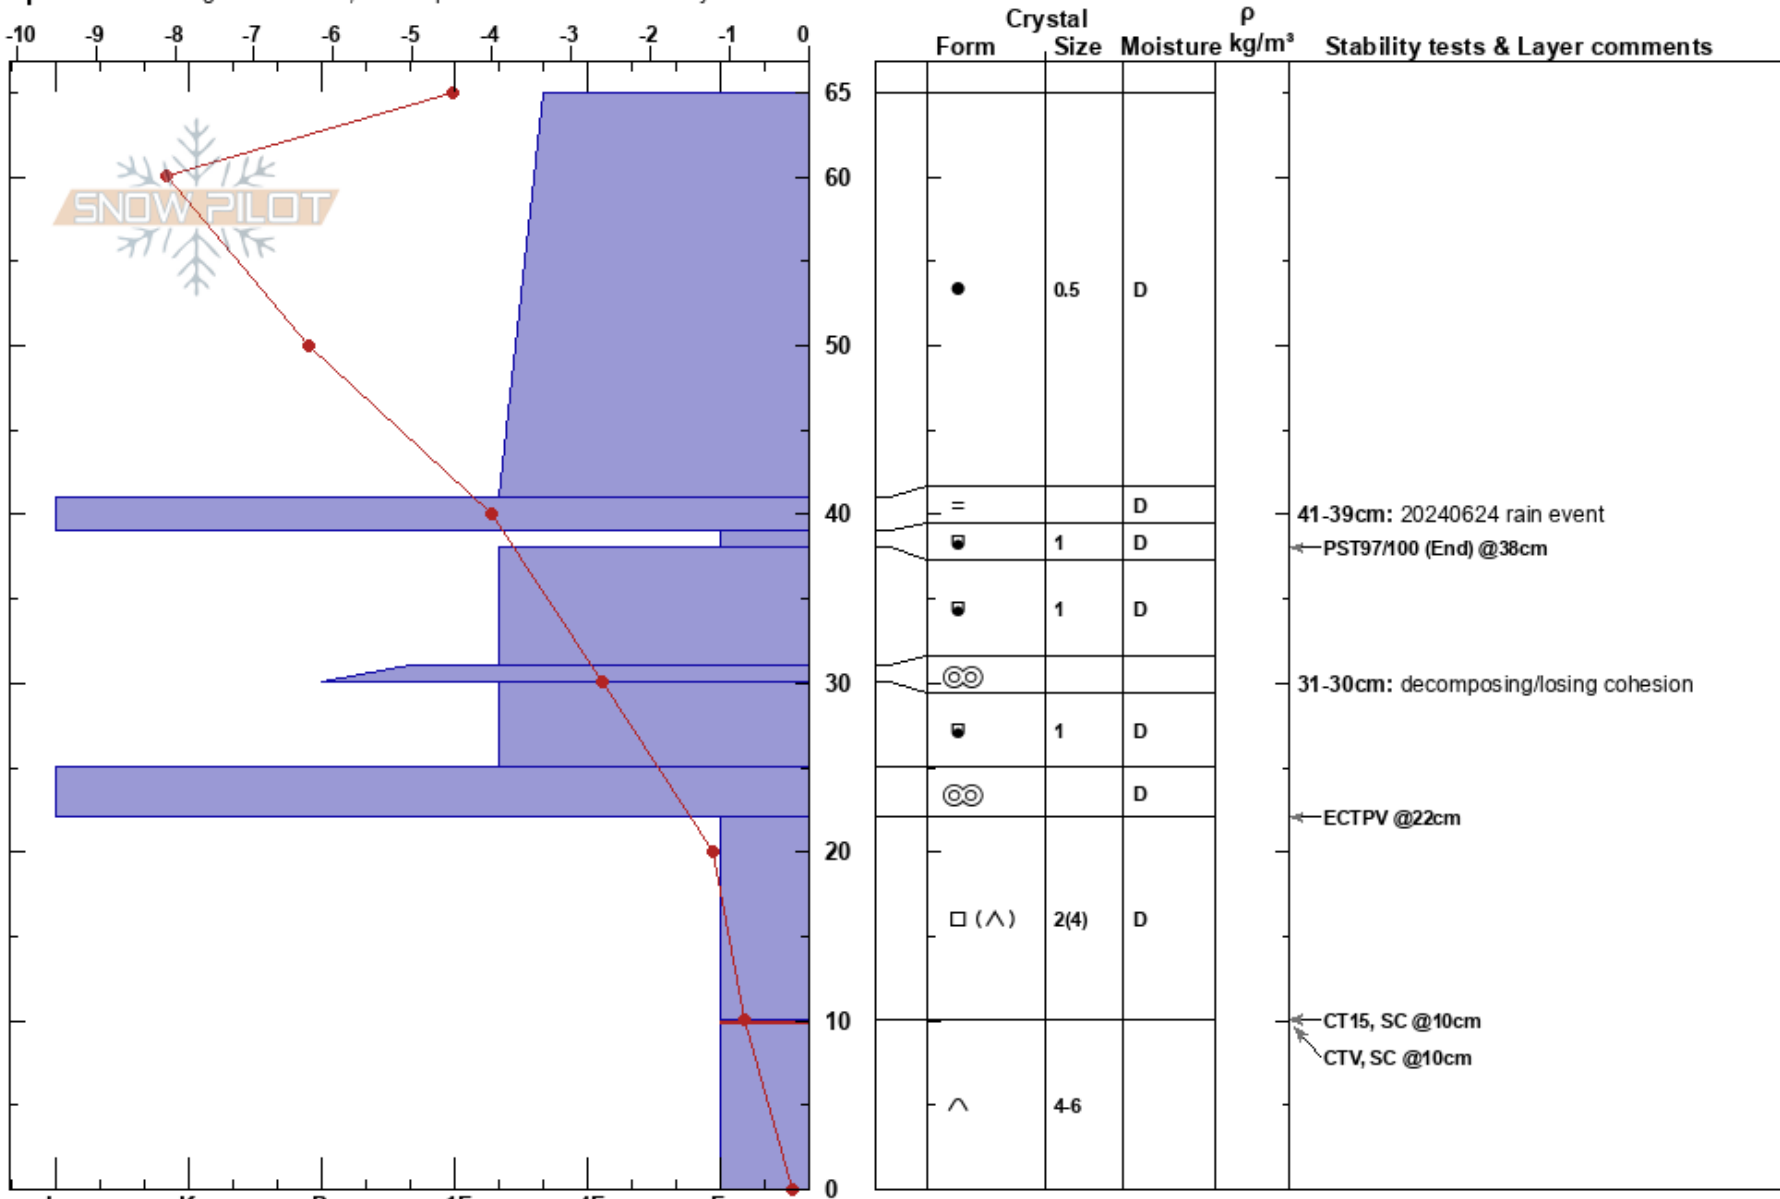 Crystal ρ
-10 -9 -8 -7 -6 -5 -4 -3 -2 -1 0 Form Size Moisture kg/m³ Stability tests & Layer comments
65
SNOW PILOT
60
● 0.5 D
50
= D
40 41-39cm: 20240624 rain event
1 D
PST97/100 (End) @38cm
1 D
30 31-30cm: decomposing/losing cohesion
1 D
D
ECTPV @22cm
20
□ (∧) 2(4) D
10 CT15, SC @10cm
CTV, SC @10cm
∧ 4-6
0